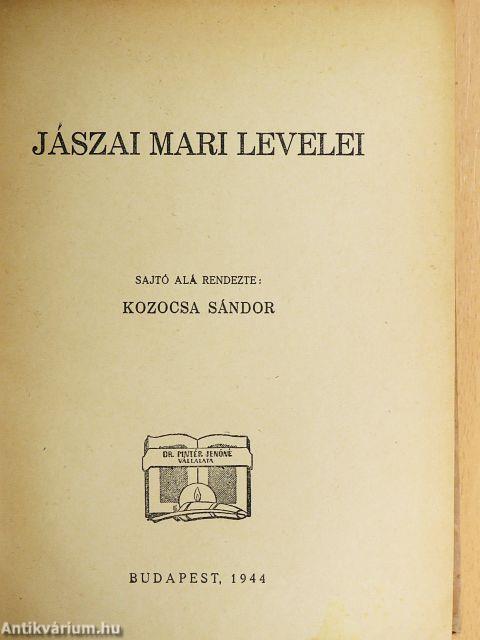 JÁSZAI MARI LEVELEI
SAJTÓ ALÁ RENDEZTE:
KOZOCSA SÁNDOR
DR. PINTÉR JENŐNÉ
VÁLLALATA
BUDAPEST, 1944
Antikvárium.hu